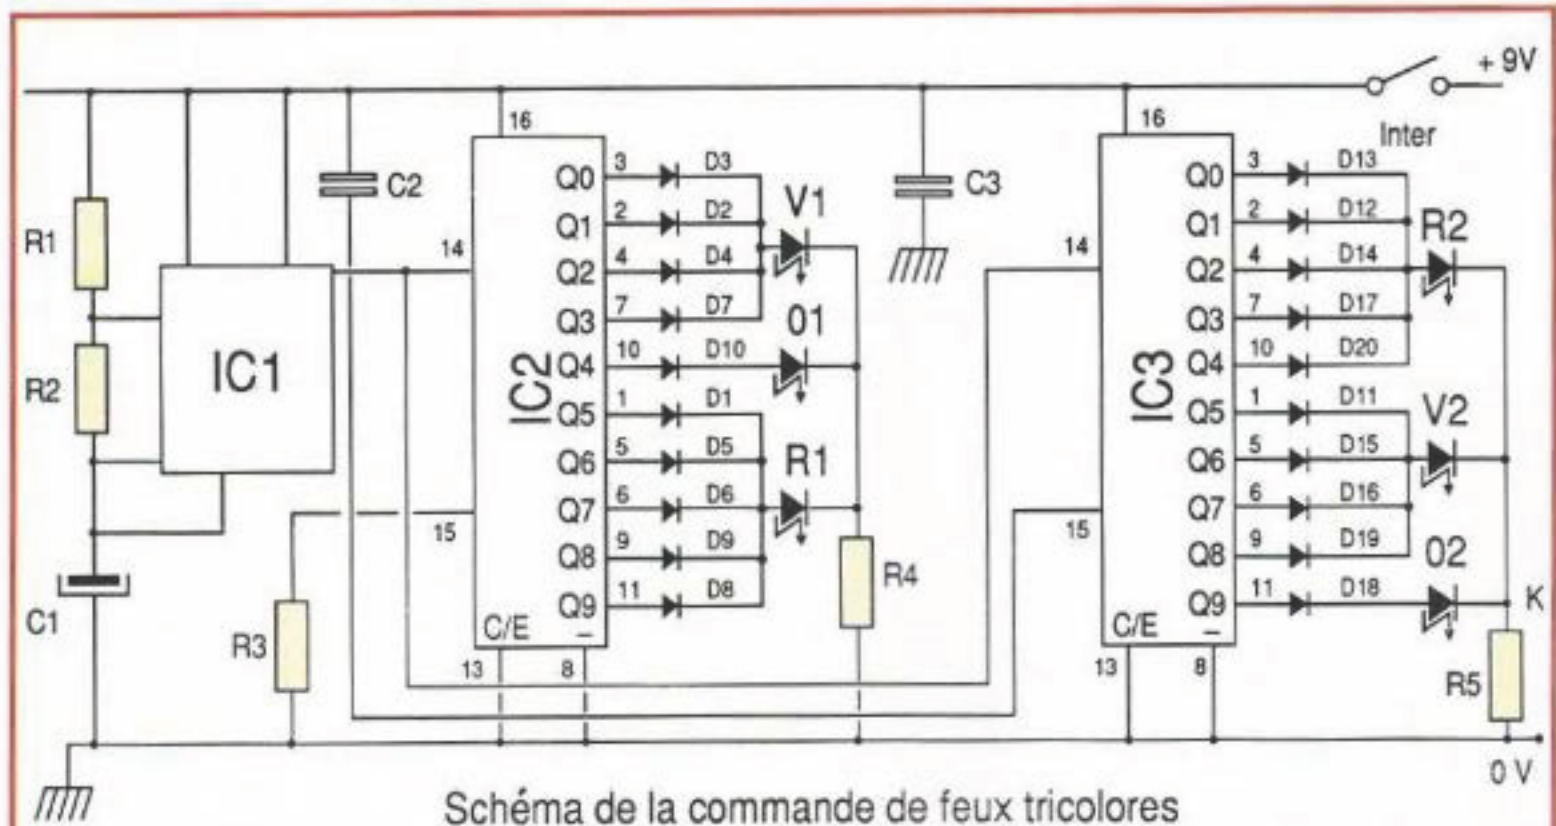 + 9V
Inter
R1
R2
C1
IC1
C2
R3
14
15
16
IC2
Q0 3 D3
Q1 2 D2
Q2 4 D4
Q3 7 D7
Q4 10 D10
Q5 1 D1
Q6 5 D5
Q7 6 D6
Q8 9 D9
Q9 11 D8
C/E –
13
8
V1
01
R1
R4
C3
14
15
16
IC3
Q0 3 D13
Q1 2 D12
Q2 4 D14
Q3 7 D17
Q4 10 D20
Q5 1 D11
Q6 5 D15
Q7 6 D16
Q8 9 D19
Q9 11 D18
C/E –
13
8
R2
V2
02
K
R5
0 V
Schéma de la commande de feux tricolores